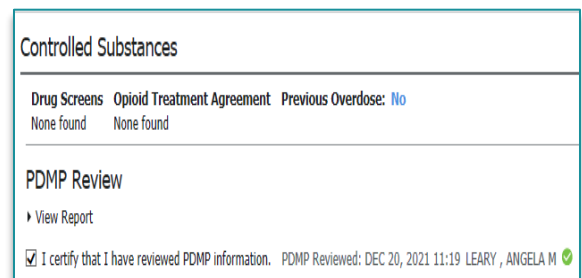 Controlled Substances
Drug Screens Opioid Treatment Agreement Previous Overdose: No
None found None found
PDMP Review
View Report
I certify that I have reviewed PDMP information. PDMP Reviewed: DEC 20, 2021 11:19 LEARY , ANGELA M